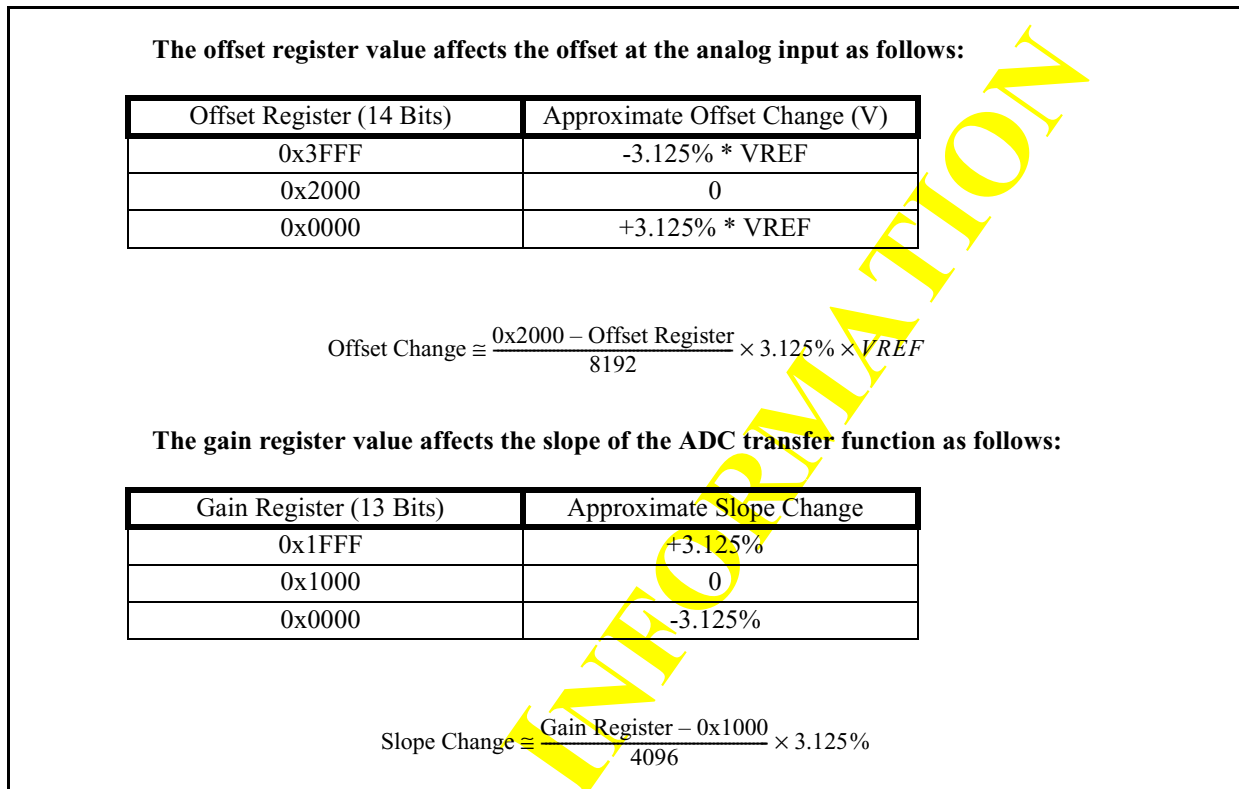 The offset register value affects the offset at the analog input as follows:
Offset Register (14 Bits) Approximate Offset Change (V)
0x3FFF -3.125% * VREF
0x2000 0
0x0000 +3.125% * VREF
Offset Change ≅ 0x2000 – Offset Register / 8192 × 3.125% × VREF
The gain register value affects the slope of the ADC transfer function as follows:
Gain Register (13 Bits) Approximate Slope Change
0x1FFF +3.125%
0x1000 0
0x0000 -3.125%
Slope Change ≅ Gain Register – 0x1000 / 4096 × 3.125%
INFORMATION